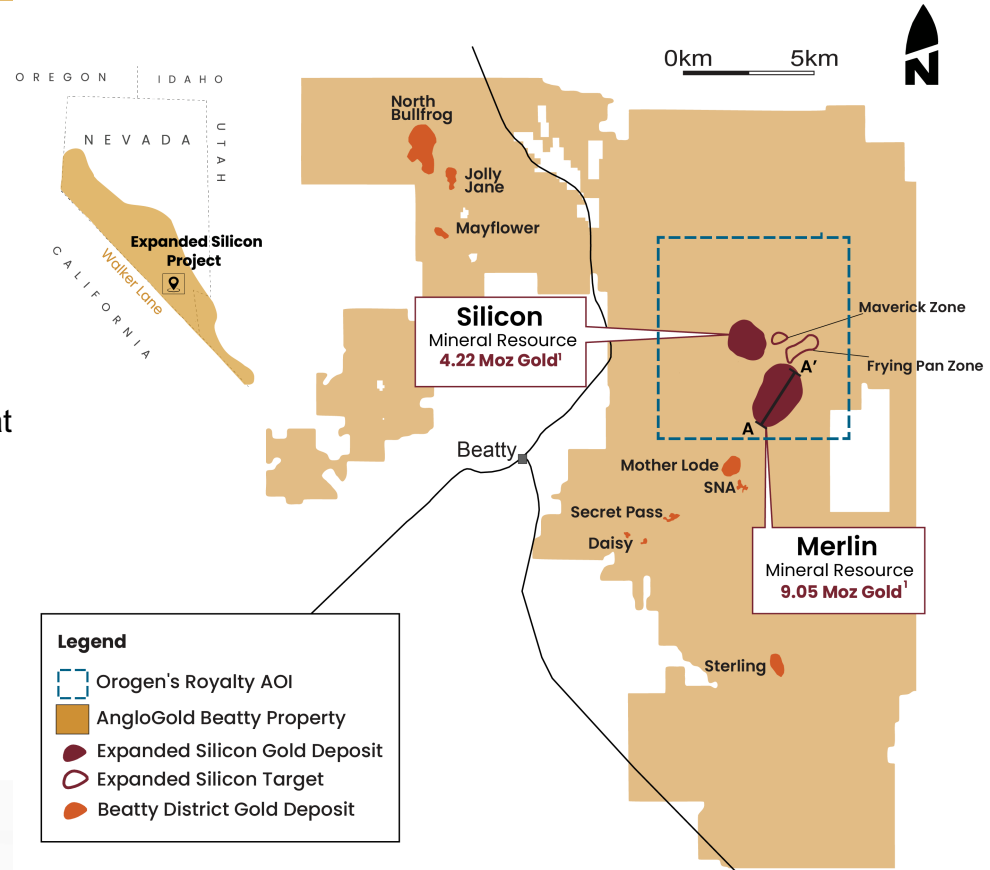 OREGON
IDAHO
NEVADA
UTAH
Expanded Silicon
Project
Walker Lane
CALIFORNIA
0km
5km
N
North
Bullfrog
Jolly
Jane
Mayflower
Silicon
Mineral Resource
4.22 Moz Gold¹
Maverick Zone
Frying Pan Zone
A'
A
Beatty
Mother Lode
SNA
Secret Pass
Daisy
Merlin
Mineral Resource
9.05 Moz Gold¹
Sterling
Legend
Orogen's Royalty AOI
AngloGold Beatty Property
Expanded Silicon Gold Deposit
Expanded Silicon Target
Beatty District Gold Deposit